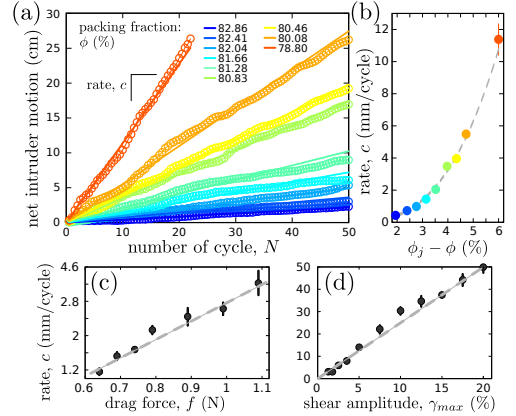 (a)
net intruder motion (cm)
30
25
20
15
10
5
0
packing fraction:
ϕ (%)
82.86
82.41
82.04
81.66
81.28
80.83
80.46
80.08
78.80
rate, c
0 10 20 30 40 50
number of cycle, N
(b)
rate, c (mm/cycle)
12
10
8
6
4
2
0
2 3 4 5 6
ϕj − ϕ (%)
(c)
rate, c (mm/cycle)
4.6
3.8
2.8
2
1.2
0.6 0.7 0.8 0.9 1 1.1
drag force, f (N)
(d)
50
40
30
20
10
0
0 5 10 15 20
shear amplitude, γmax (%)